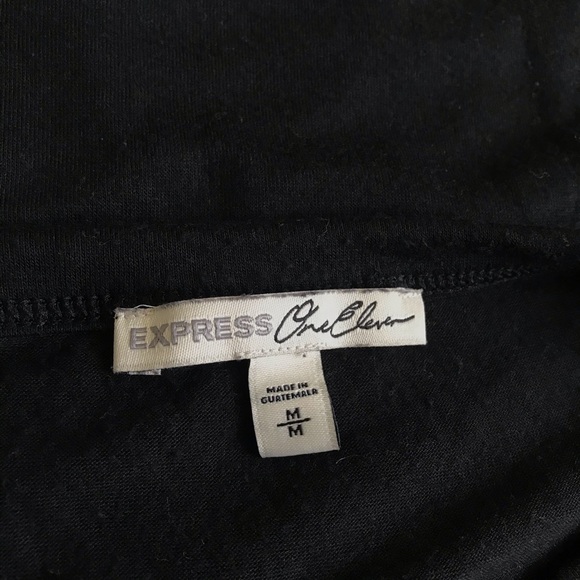 EXPRESS One Eleven
MADE IN
GUATEMALA
M
M